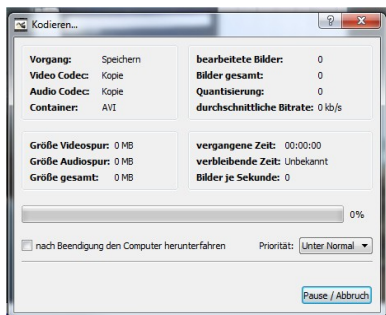 Kodieren...
Vorgang: Speichern
Video Codec: Kopie
Audio Codec: Kopie
Container: AVI
bearbeitete Bilder: 0
Bilder gesamt: 0
Quantisierung: 0
durchschnittliche Bitrate: 0 kb/s
Größe Videospur: 0 MB
Größe Audiospur: 0 MB
Größe gesamt: 0 MB
vergangene Zeit: 00:00:00
verbleibende Zeit: Unbekannt
Bilder je Sekunde: 0
0%
nach Beendigung den Computer herunterfahren
Priorität: Unter Normal
Pause / Abbruch